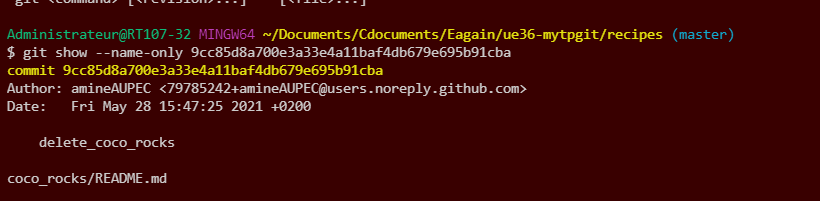 git <command> [<revision>...] -- [<file>...]
Administrateur@RT107-32 MINGW64 ~/Documents/Cdocuments/Eagain/ue36-mytpgit/recipes (master)
$ git show --name-only 9cc85d8a700e3a33e4a11baf4db679e695b91cba
commit 9cc85d8a700e3a33e4a11baf4db679e695b91cba
Author: amineAUPEC <79785242+amineAUPEC@users.noreply.github.com>
Date:   Fri May 28 15:47:25 2021 +0200
delete_coco_rocks
coco_rocks/README.md